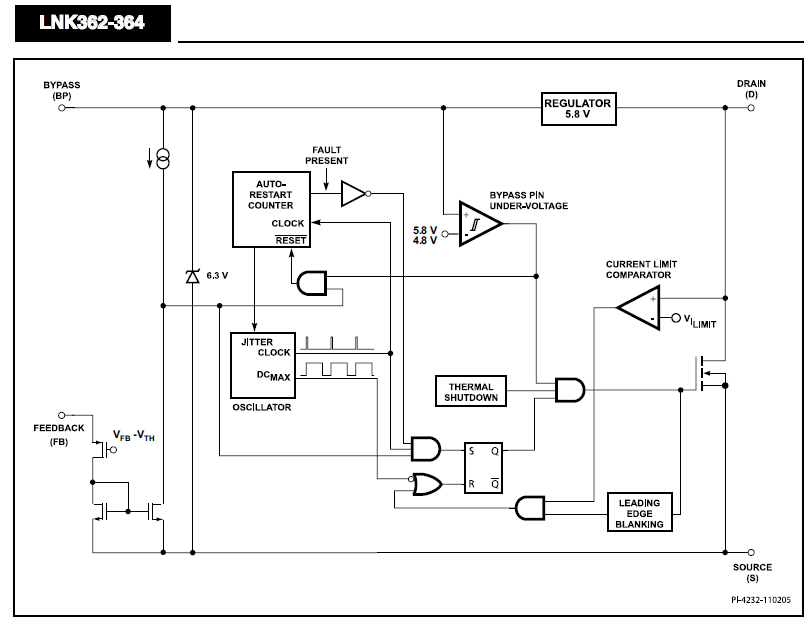 LNK362-364
BYPASS
(BP)
DRAIN
(D)
REGULATOR
5.8 V
FAULT
PRESENT
AUTO-
RESTART
COUNTER
CLOCK
RESET
BYPASS PIN
UNDER-VOLTAGE
+
-
5.8 V
4.8 V
6.3 V
CURRENT LIMIT
COMPARATOR
+
-
VILIMIT
JITTER
CLOCK
DCMAX
OSCILLATOR
THERMAL
SHUTDOWN
FEEDBACK
(FB)
VFB -VTH
S Q
R Q
LEADING
EDGE
BLANKING
SOURCE
(S)
PI-4232-110205